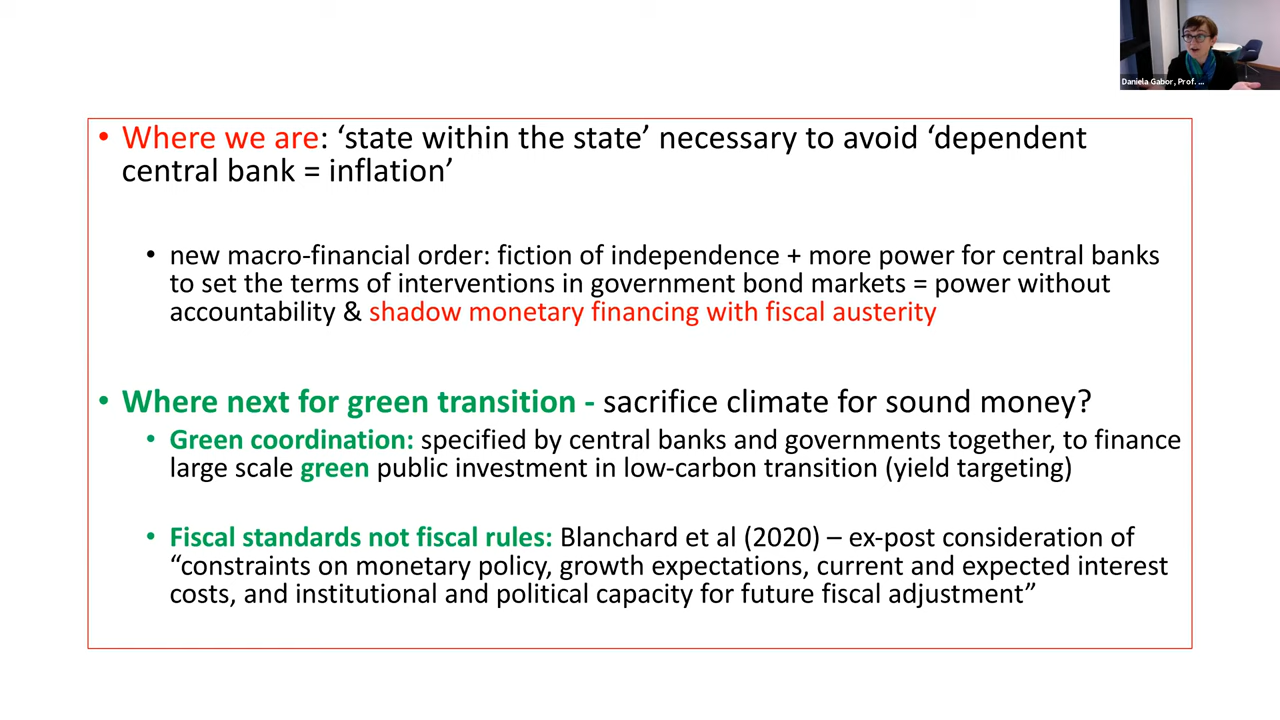 Daniela Gabor, Prof. ...
• Where we are: ‘state within the state’ necessary to avoid ‘dependent
central bank = inflation’
• new macro-financial order: fiction of independence + more power for central banks
to set the terms of interventions in government bond markets = power without
accountability & shadow monetary financing with fiscal austerity
• Where next for green transition - sacrifice climate for sound money?
• Green coordination: specified by central banks and governments together, to finance
large scale green public investment in low-carbon transition (yield targeting)
• Fiscal standards not fiscal rules: Blanchard et al (2020) – ex-post consideration of
“constraints on monetary policy, growth expectations, current and expected interest
costs, and institutional and political capacity for future fiscal adjustment”